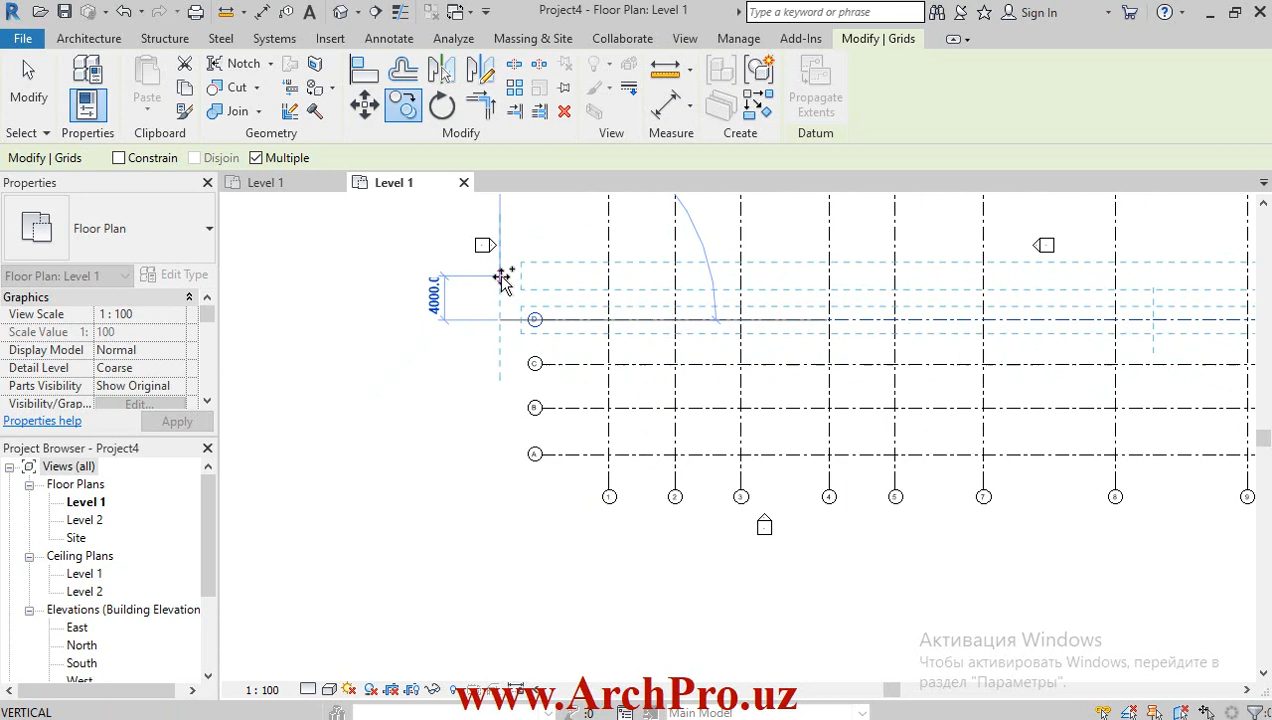 Project4 - Floor Plan: Level 1
Type a keyword or phrase
Sign In
File
Architecture
Structure
Steel
Systems
Insert
Annotate
Analyze
Massing & Site
Collaborate
View
Manage
Add-Ins
Modify | Grids
Modify
Paste
Notch
Cut
Join
Propagate
Extents
Select
Properties
Clipboard
Geometry
Modify
View
Measure
Create
Datum
Modify | Grids
Constrain
Disjoin
Multiple
Properties
Level 1
Level 1
Floor Plan
Floor Plan: Level 1
Edit Type
Graphics
View Scale
1 : 100
Scale Value 1:
100
Display Model
Normal
Detail Level
Coarse
Parts Visibility
Show Original
Visibility/Grap...
Edit...
Properties help
Apply
Project Browser - Project4
Views (all)
Floor Plans
Level 1
Level 2
Site
Ceiling Plans
Level 1
Level 2
Elevations (Building Elevation
East
North
South
West
4000.0
D
C
B
A
1
2
3
4
5
7
8
9
Активация Windows
Чтобы активировать Windows, перейдите в
раздел "Параметры".
1 : 100
www.ArchPro.uz
VERTICAL
:0
Main Model